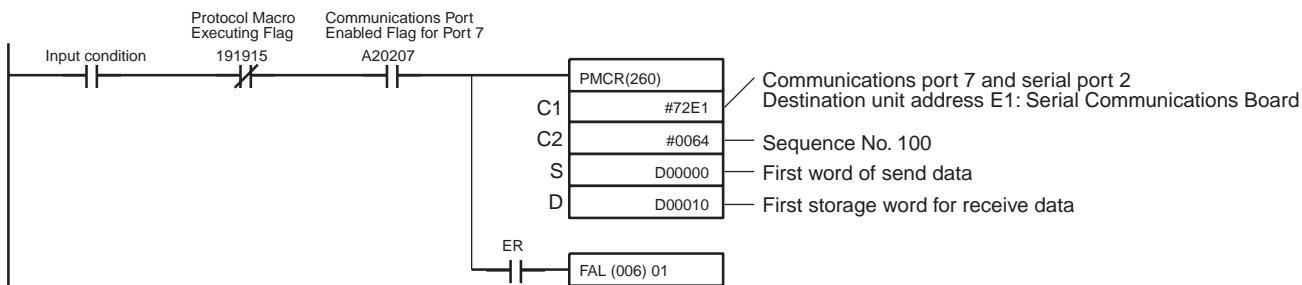 Protocol Macro
Executing Flag
Communications Port
Enabled Flag for Port 7
Input condition
191915
A20207
PMCR(260)
C1
#72E1
C2
#0064
S
D00000
D
D00010
Communications port 7 and serial port 2
Destination unit address E1: Serial Communications Board
Sequence No. 100
First word of send data
First storage word for receive data
ER
FAL (006) 01